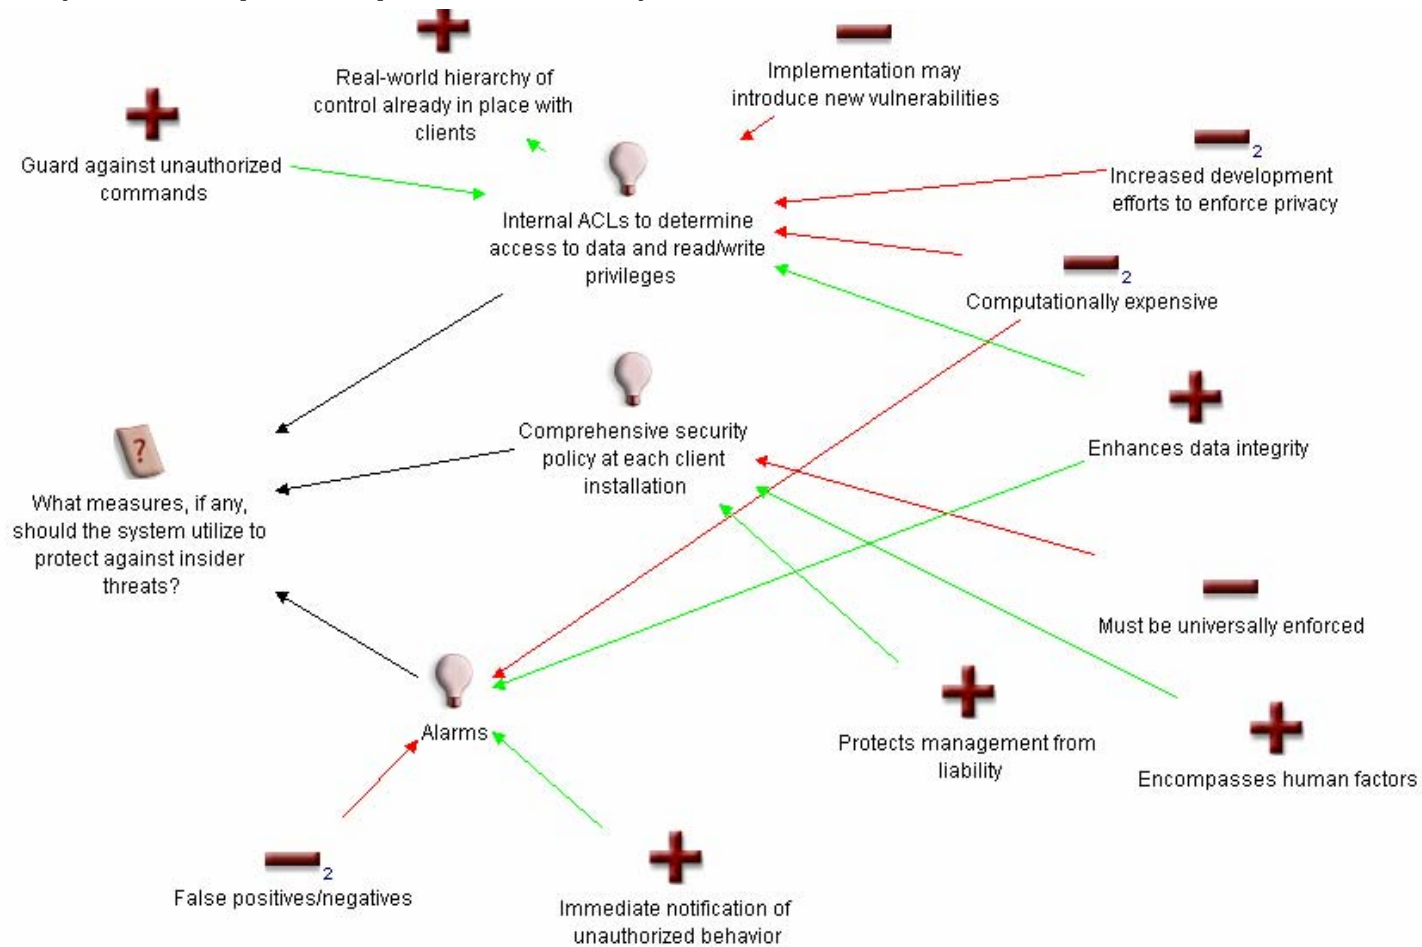 Real-world hierarchy of
control already in place with
clients
Implementation may
introduce new vulnerabilities
Guard against unauthorized
commands
2
Increased development
efforts to enforce privacy
Internal ACLs to determine
access to data and read/write
privileges
2
Computationally expensive
Comprehensive security
policy at each client
installation
Enhances data integrity
?
What measures, if any,
should the system utilize to
protect against insider
threats?
Must be universally enforced
Alarms
Protects management from
liability
Encompasses human factors
2
False positives/negatives
Immediate notification of
unauthorized behavior